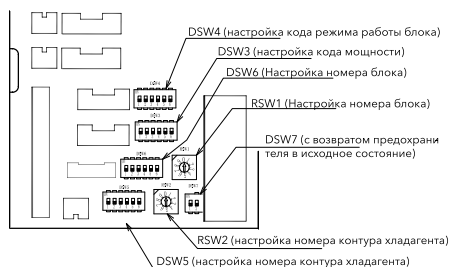 DSW4 (настройка кода режима работы блока)
DSW3 (настройка кода мощности)
DSW6 (Настройка номера блока)
RSW1 (Настройка номера блока)
DSW7 (с возвратом предохрани
теля в исходное состояние)
RSW2 (настройка номера контура хладагента)
DSW5 (настройка номера контура хладагента)